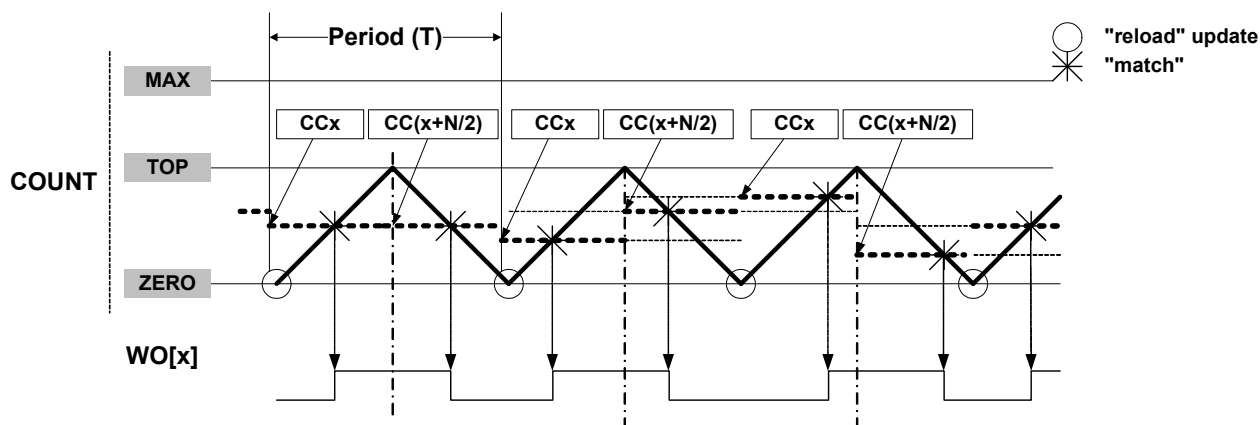 Period (T)
"reload" update
"match"
MAX
CCx
CC(x+N/2)
CCx
CC(x+N/2)
CCx
CC(x+N/2)
TOP
COUNT
ZERO
WO[x]